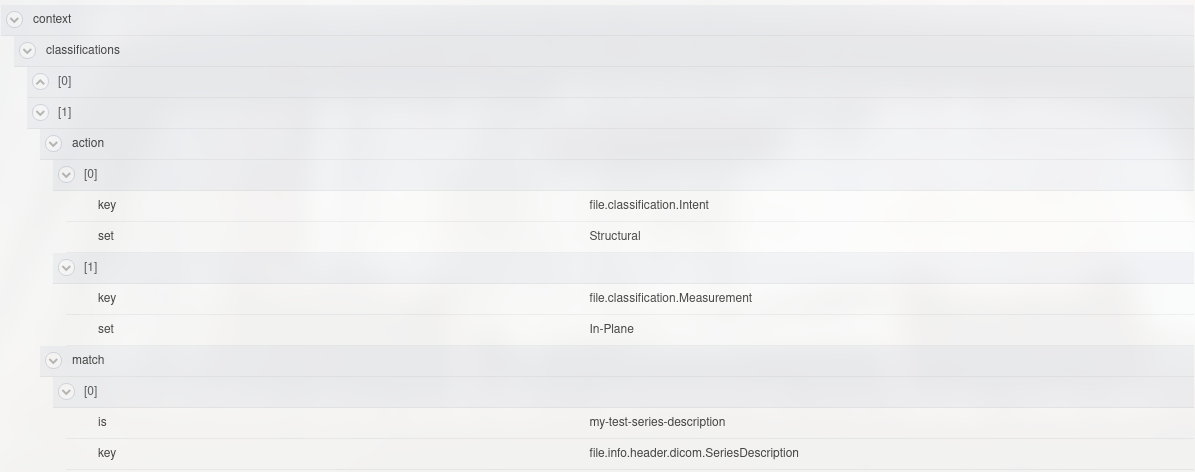 context
classifications
[0]
[1]
action
[0]
key file.classification.Intent
set Structural
[1]
key file.classification.Measurement
set In-Plane
match
[0]
is my-test-series-description
key file.info.header.dicom.SeriesDescription